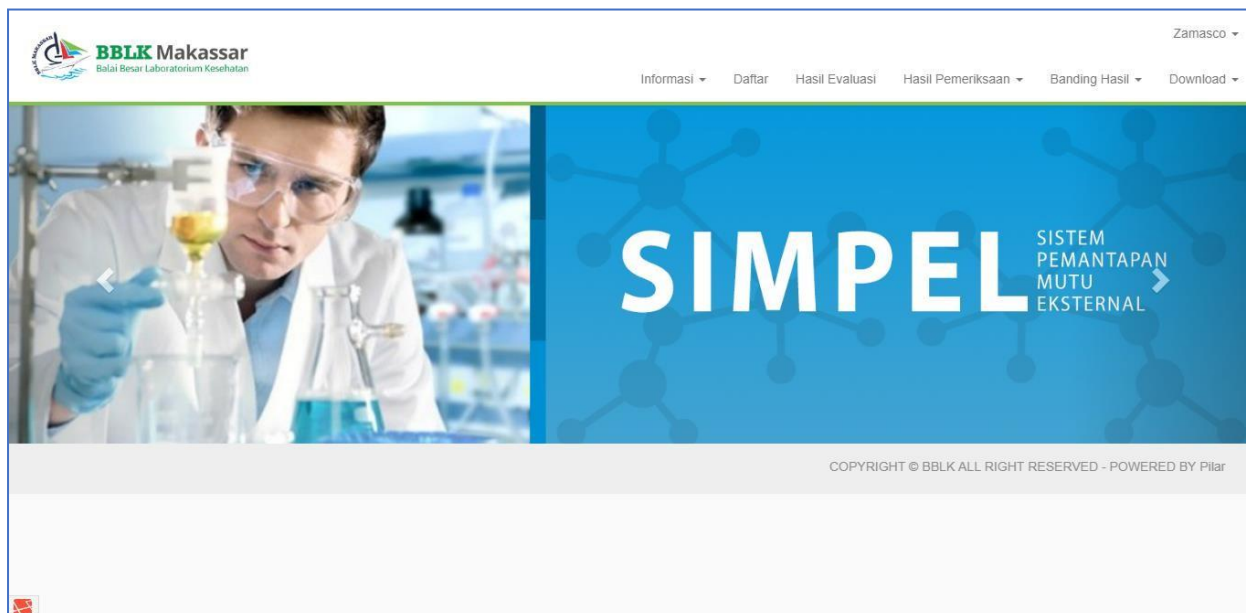 Zamasco
BBLK Makassar
Balai Besar Laboratorium Kesehatan
Informasi Daftar Hasil Evaluasi Hasil Pemeriksaan Banding Hasil Download
SIMPEL
SISTEM
PEMANTAPAN
MUTU
EKSTERNAL
COPYRIGHT © BBLK ALL RIGHT RESERVED - POWERED BY Pilar